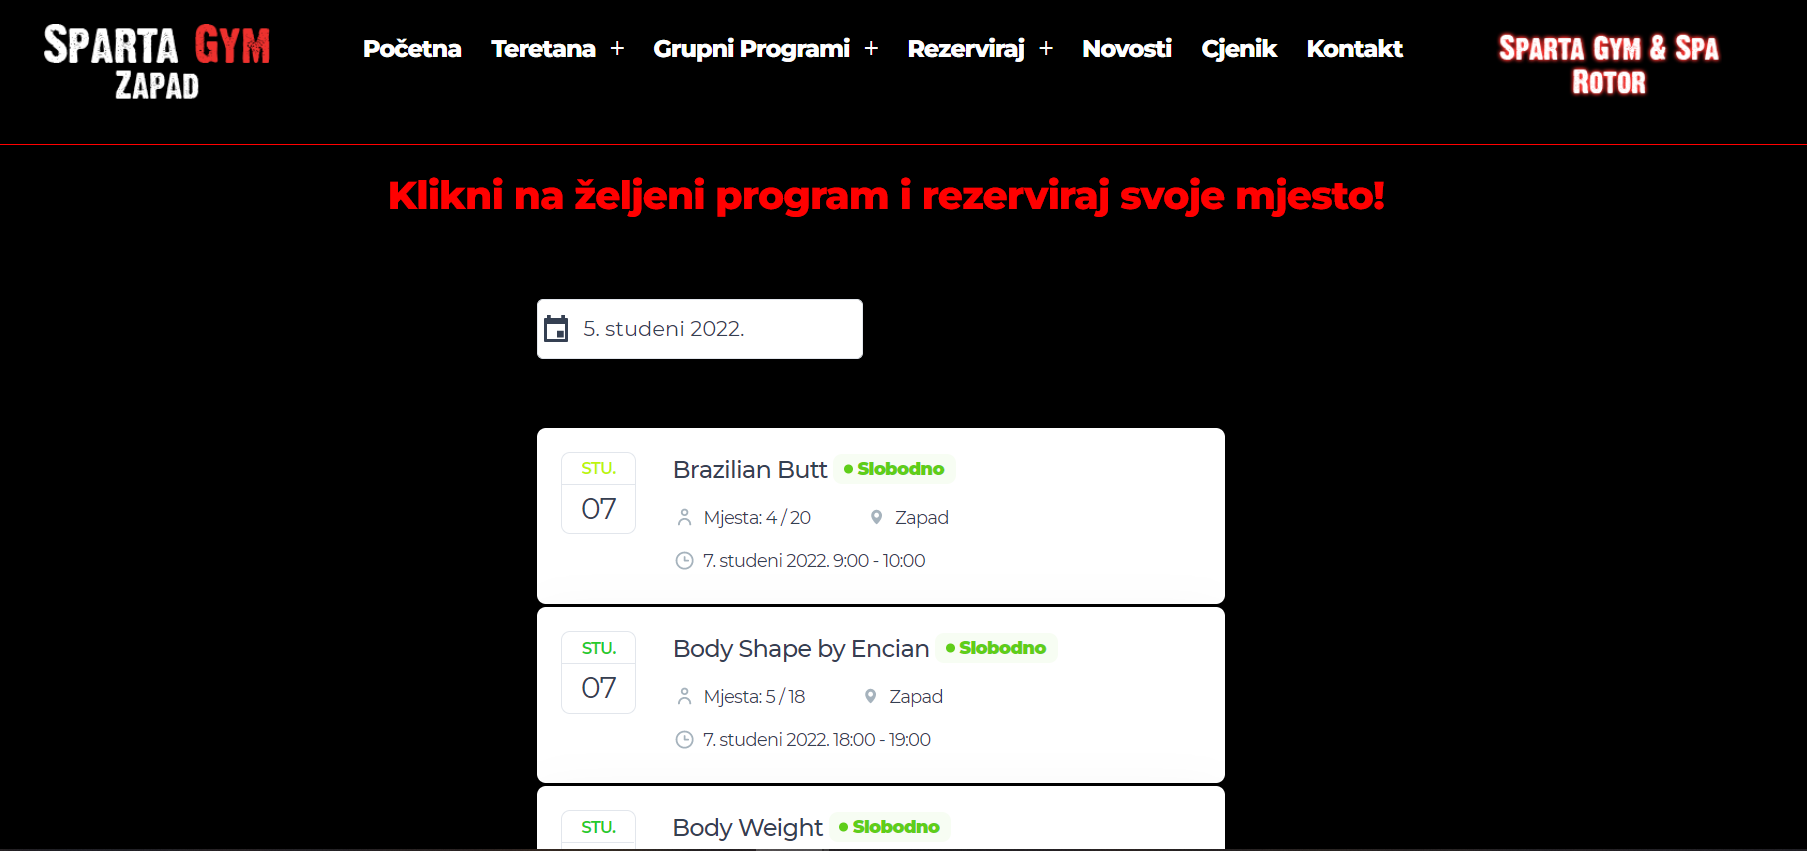 SPARTA GYM
ZAPAD
Početna Teretana + Grupni Programi + Rezerviraj + Novosti Cjenik Kontakt
SPARTA GYM & SPA
ROTOR
Klikni na željeni program i rezerviraj svoje mjesto!
5. studeni 2022.
STU.
07
Brazilian Butt Slobodno
Mjesta: 4 / 20 Zapad
7. studeni 2022. 9:00 - 10:00
STU.
07
Body Shape by Encian Slobodno
Mjesta: 5 / 18 Zapad
7. studeni 2022. 18:00 - 19:00
STU.
Body Weight Slobodno